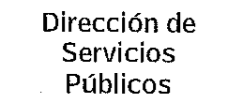 Dirección de
Servicios
Públicos